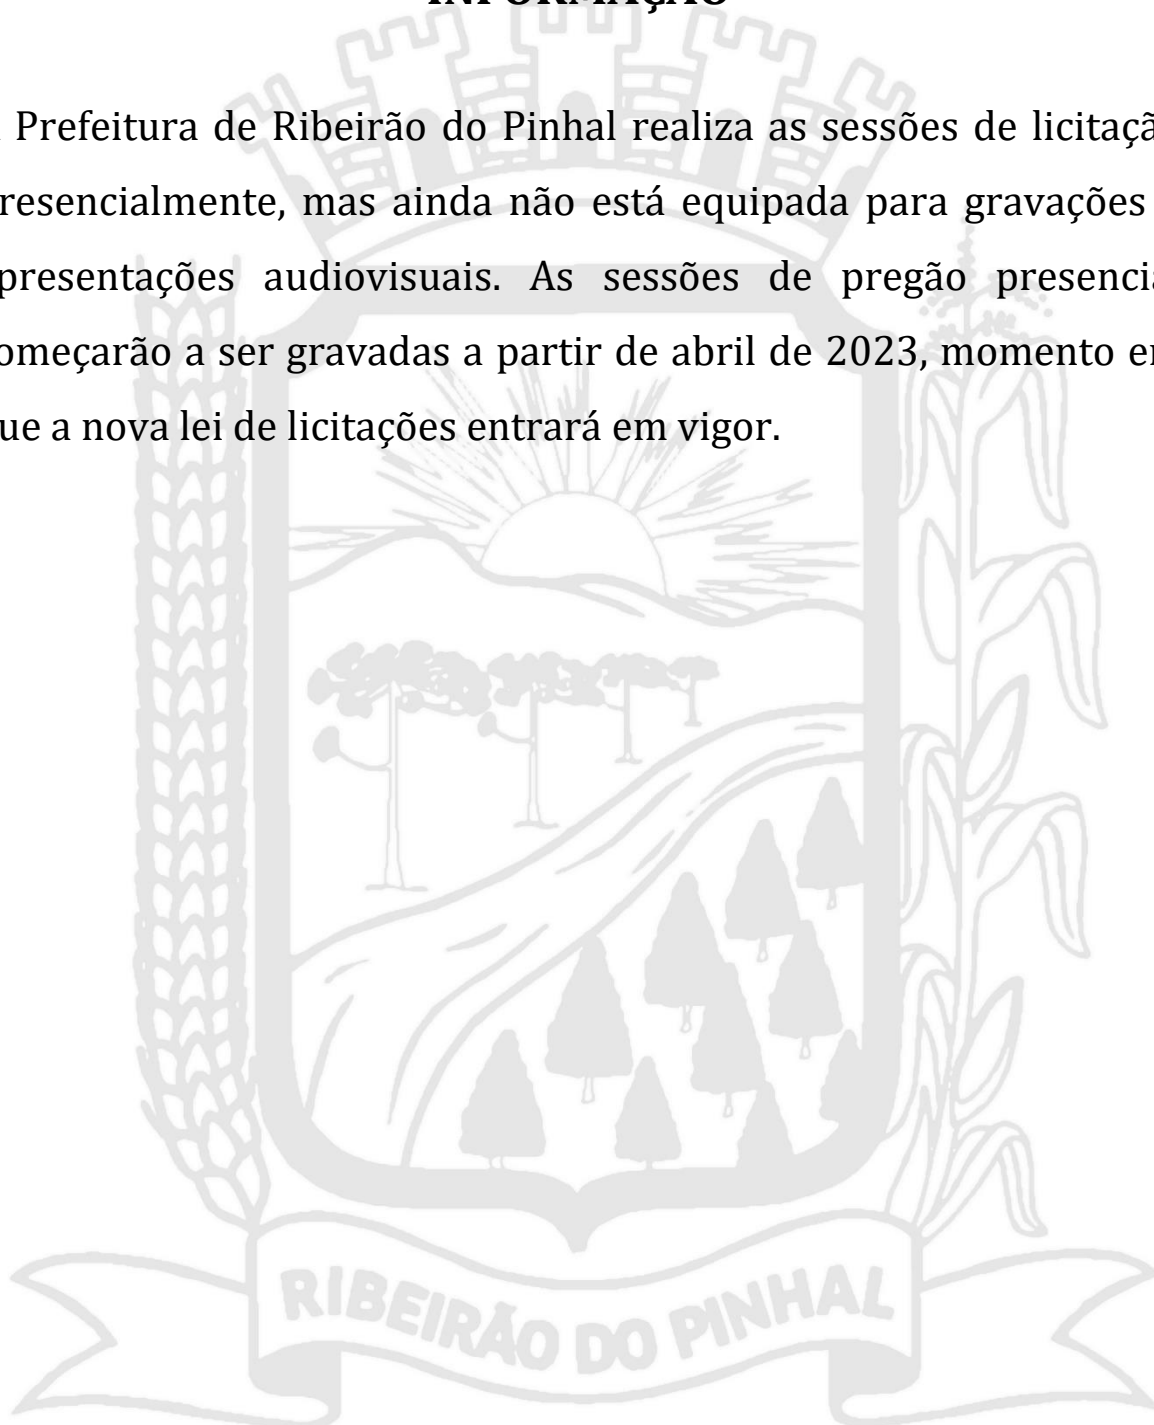 INFORMAÇÃO
Prefeitura de Ribeirão do Pinhal realiza as sessões de licitaçã
resencialmente, mas ainda não está equipada para gravações
presentações audiovisuais. As sessões de pregão presencia
omeçarão a ser gravadas a partir de abril de 2023, momento e
ue a nova lei de licitações entrará em vigor.
RIBEIRÃO DO PINHAL